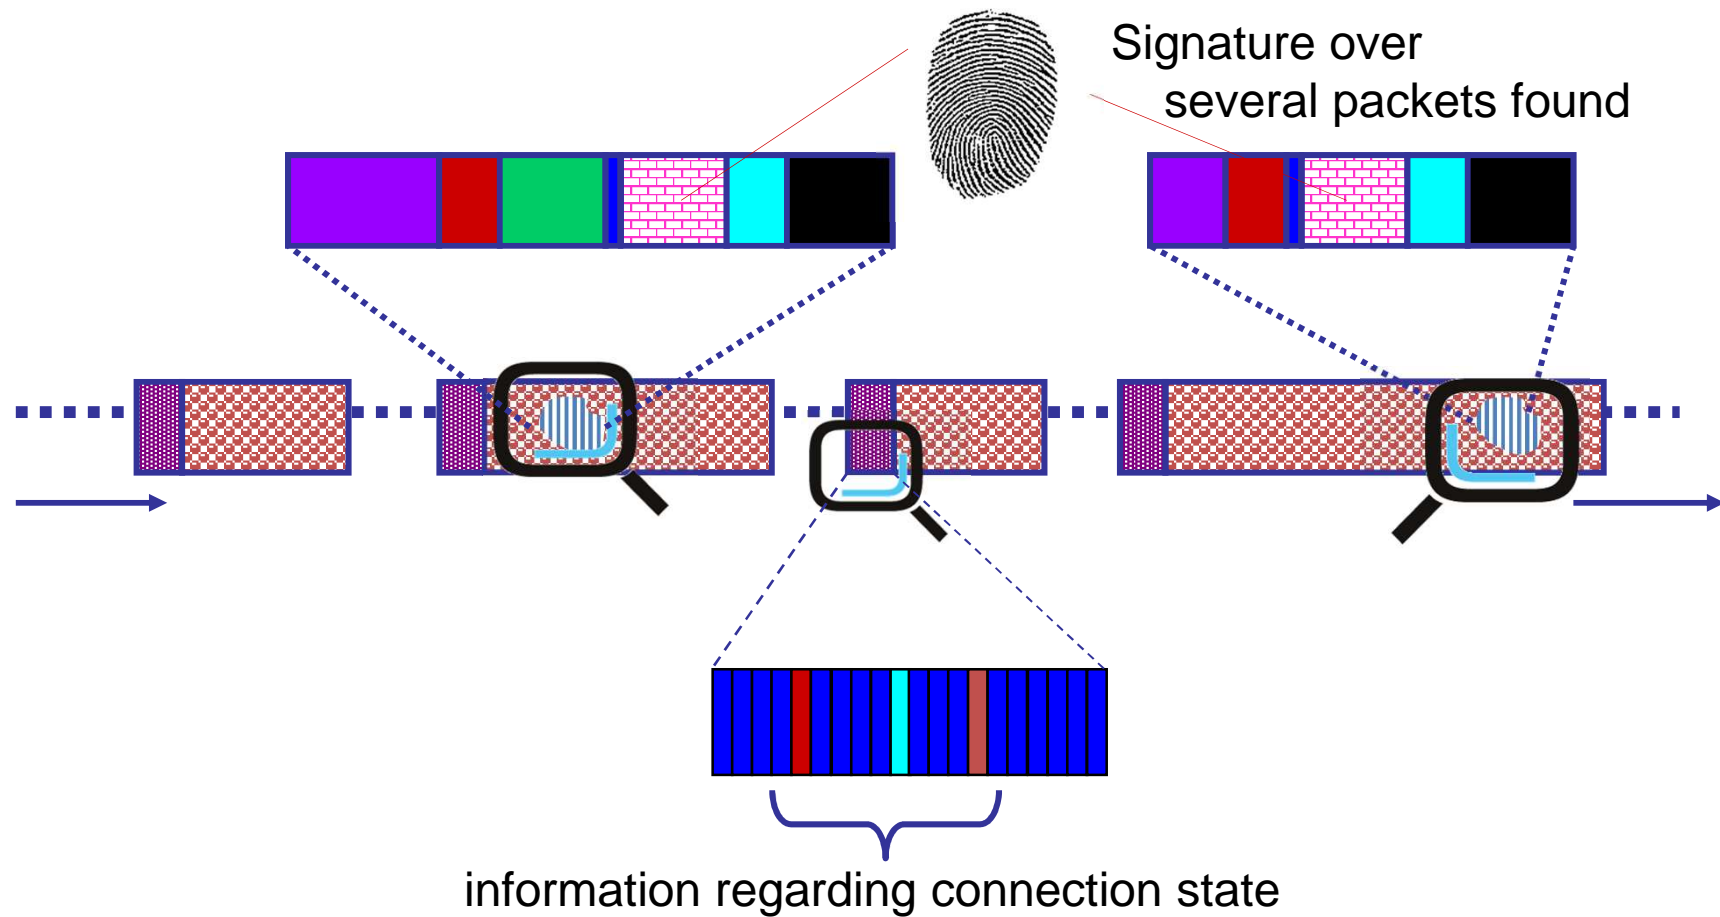 Signature over
several packets found
information regarding connection state